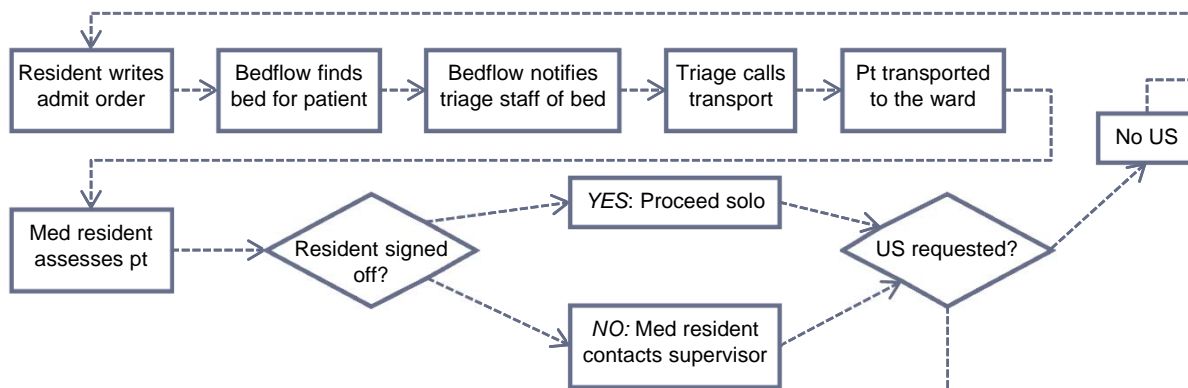 Resident writes
admit order
Bedflow finds
bed for patient
Bedflow notifies
triage staff of bed
Triage calls
transport
Pt transported
to the ward
No US
Med resident
assesses pt
Resident signed
off?
YES: Proceed solo
NO: Med resident
contacts supervisor
US requested?